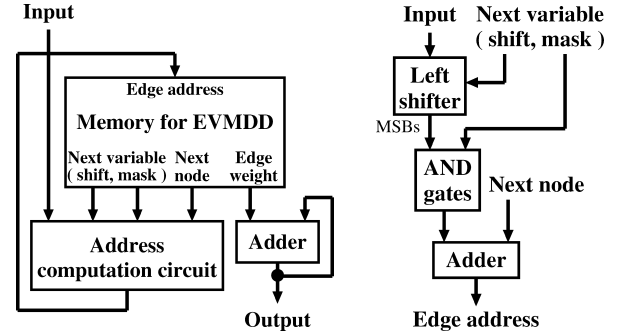 Input
Edge address
Memory for EVMDD
Next variable Next Edge
( shift, mask ) node weight
Address
computation circuit
Adder
Output
Input
Next variable
( shift, mask )
Left
shifter
MSBs
AND
gates
Next node
Adder
Edge address